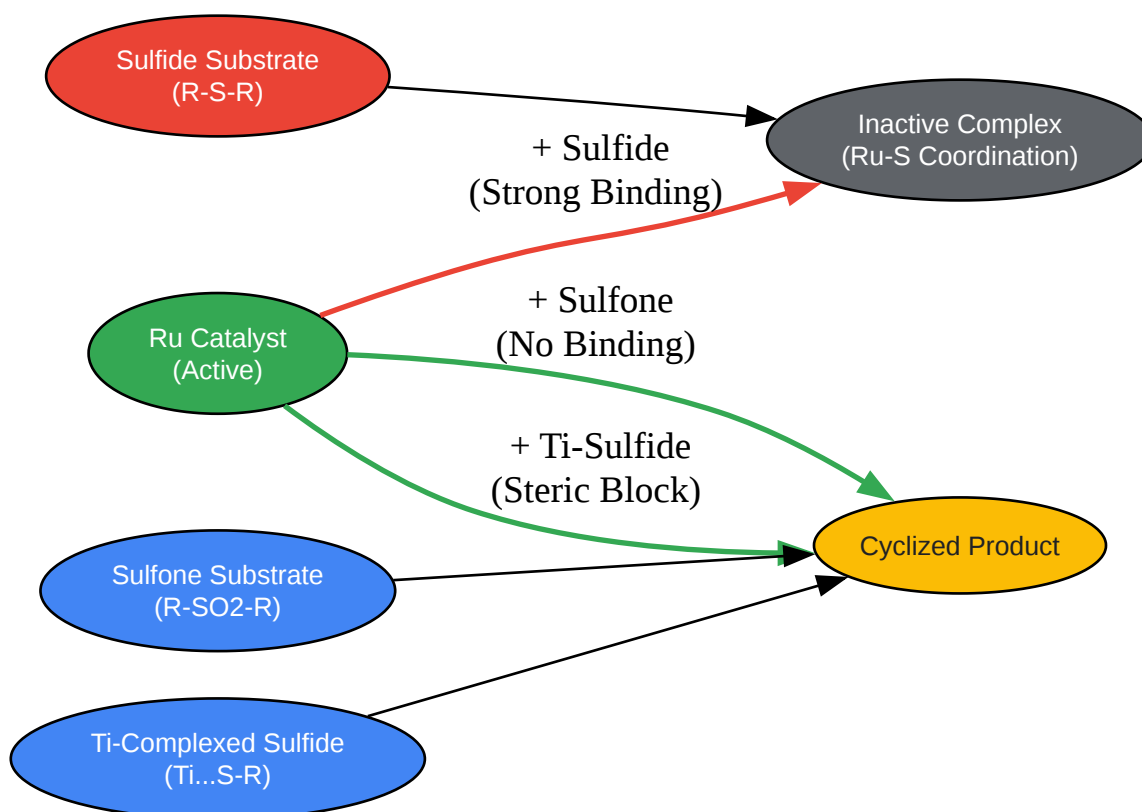 Sulfide Substrate
(R-S-R)
Inactive Complex
(Ru-S Coordination)
+ Sulfide
(Strong Binding)
+ Sulfone
(No Binding)
Ru Catalyst
(Active)
+ Ti-Sulfide
(Steric Block)
Cyclized Product
Sulfone Substrate
(R-SO2-R)
Ti-Complexed Sulfide
(Ti...S-R)